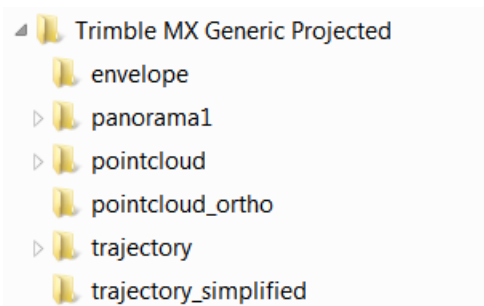 Trimble MX Generic Projected
envelope
panorama1
pointcloud
pointcloud_ortho
trajectory
trajectory_simplified